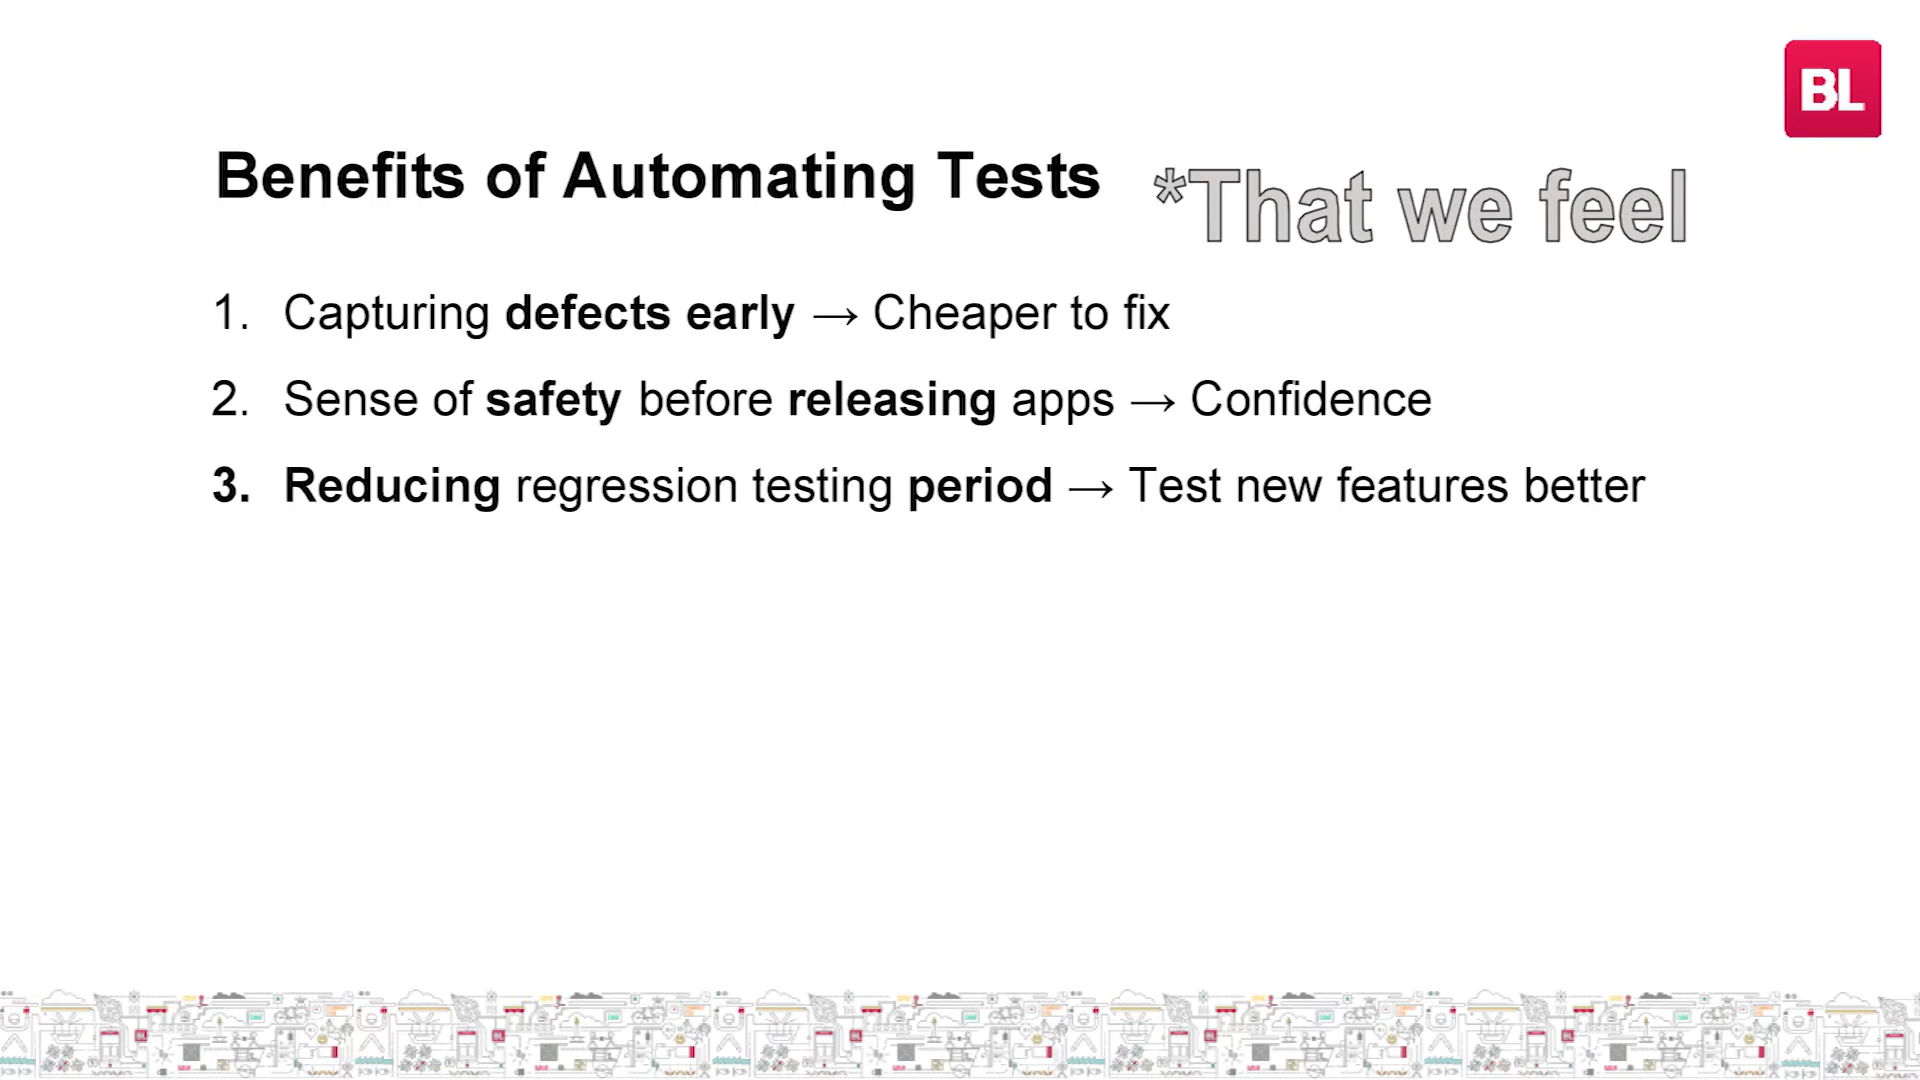 BL
Benefits of Automating Tests *That we feel
1. Capturing defects early → Cheaper to fix
2. Sense of safety before releasing apps → Confidence
3. Reducing regression testing period → Test new features better